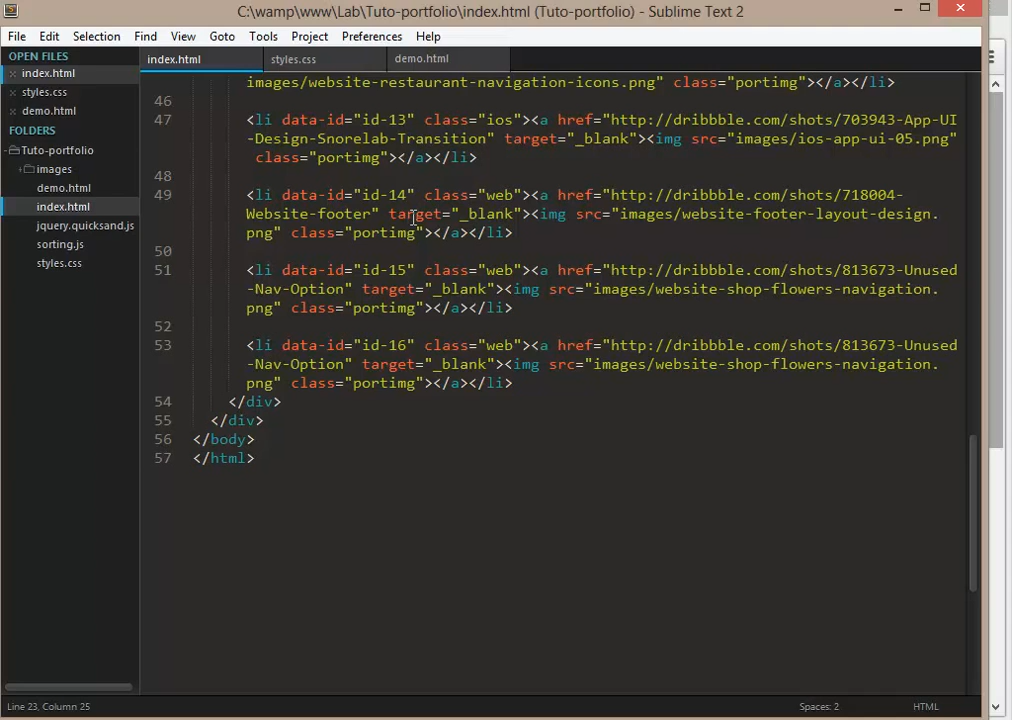 C:\wamp\www\Lab\Tuto-portfolio\index.html (Tuto-portfolio) - Sublime Text 2
File Edit Selection Find View Goto Tools Project Preferences Help
OPEN FILES
index.html
styles.css
demo.html
FOLDERS
Tuto-portfolio
images
demo.html
index.html
jquery.quicksand.js
sorting.js
styles.css
index.html styles.css demo.html
images/website-restaurant-navigation-icons.png" class="portimg"></a></li>
46
47 <li data-id="id-13" class="ios"><a href="http://dribbble.com/shots/703943-App-UI
-Design-Snorelab-Transition" target="_blank"><img src="images/ios-app-ui-05.png"
class="portimg"></a></li>
48
49 <li data-id="id-14" class="web"><a href="http://dribbble.com/shots/718004-
Website-footer" target="_blank"><img src="images/website-footer-layout-design.
png" class="portimg"></a></li>
50
51 <li data-id="id-15" class="web"><a href="http://dribbble.com/shots/813673-Unused
-Nav-Option" target="_blank"><img src="images/website-shop-flowers-navigation.
png" class="portimg"></a></li>
52
53 <li data-id="id-16" class="web"><a href="http://dribbble.com/shots/813673-Unused
-Nav-Option" target="_blank"><img src="images/website-shop-flowers-navigation.
png" class="portimg"></a></li>
54 </div>
55 </div>
56 </body>
57 </html>
Line 23, Column 25 Spaces: 2 HTML